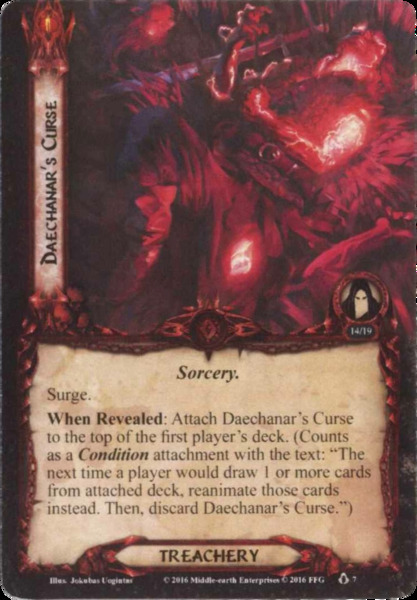 DAECHANAR'S CURSE
14/19
Sorcery.
Surge.
When Revealed: Attach Daechanar's Curse
to the top of the first player's deck. (Counts
as a Condition attachment with the text: “The
next time a player would draw 1 or more cards
from attached deck, reanimate those cards
instead. Then, discard Daechanar's Curse.”)
TREACHERY
Illus. Jokubas Uogintas © 2016 Middle-earth Enterprises © 2016 FFG 7